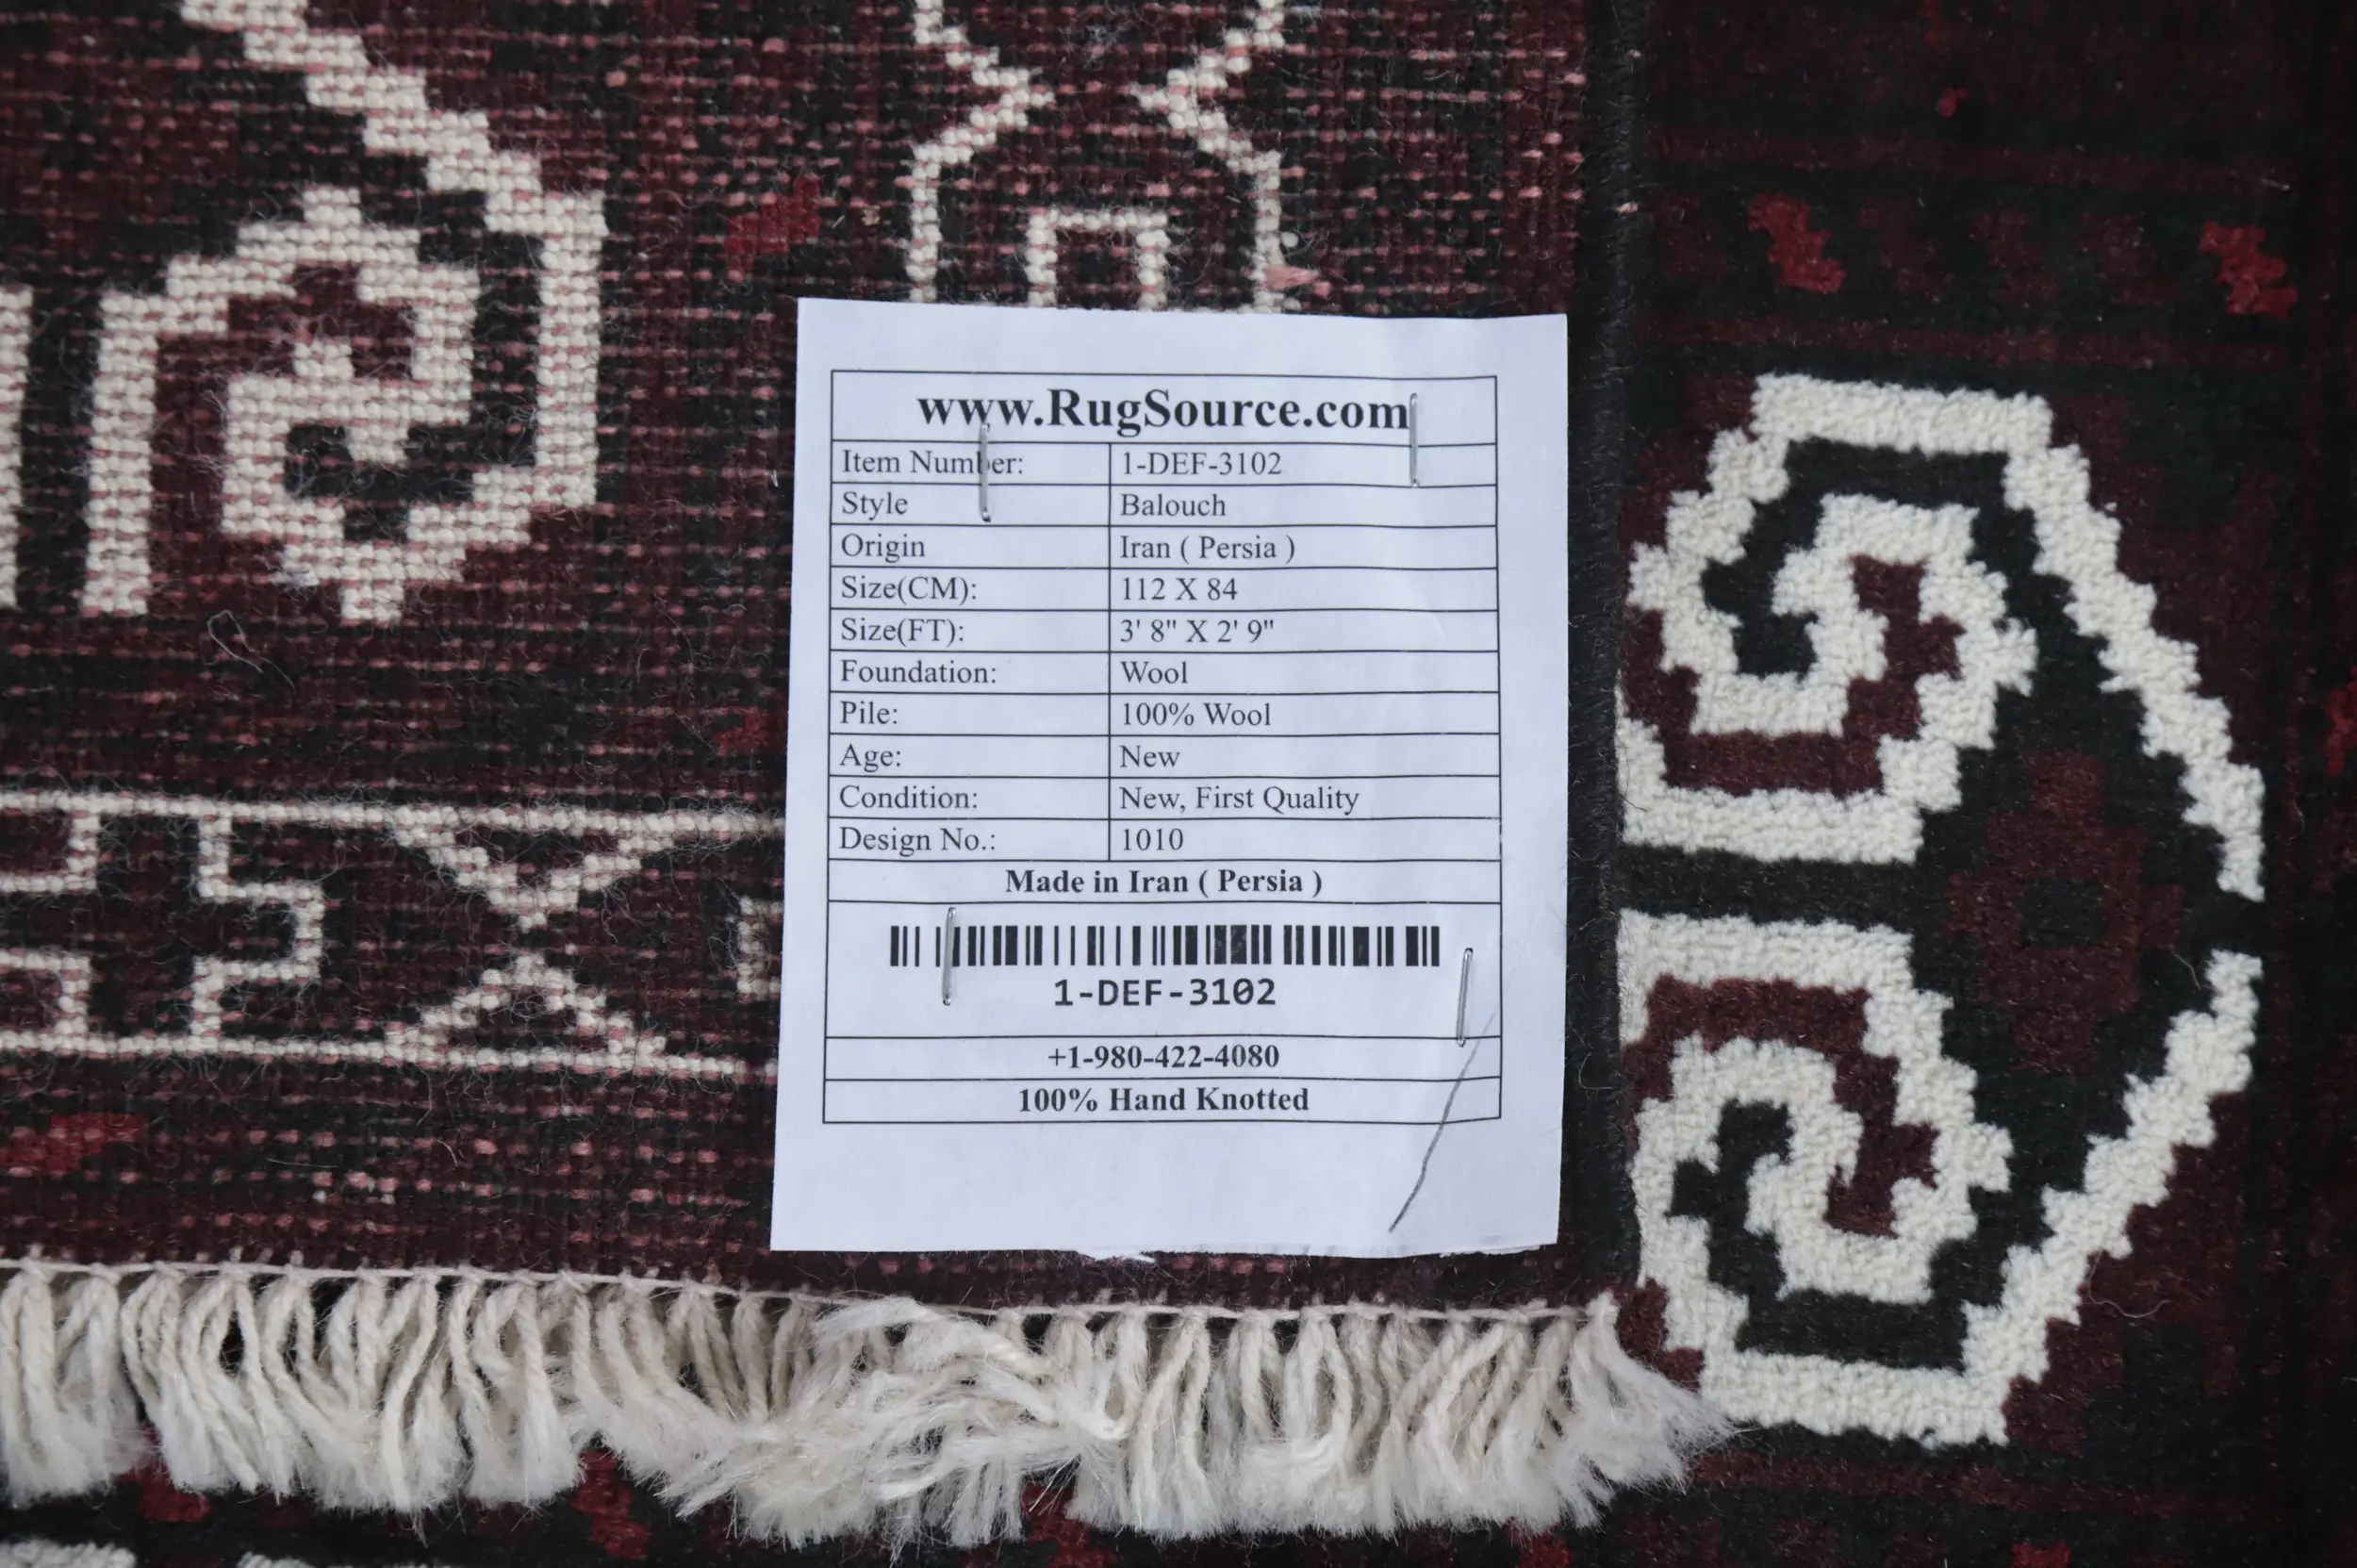 www.RugSource.com
Item Number: 1-DEF-3102
Style Balouch
Origin Iran ( Persia )
Size(CM): 112 X 84
Size(FT): 3' 8" X 2' 9"
Foundation: Wool
Pile: 100% Wool
Age: New
Condition: New, First Quality
Design No.: 1010
Made in Iran ( Persia )
1-DEF-3102
+1-980-422-4080
100% Hand Knotted